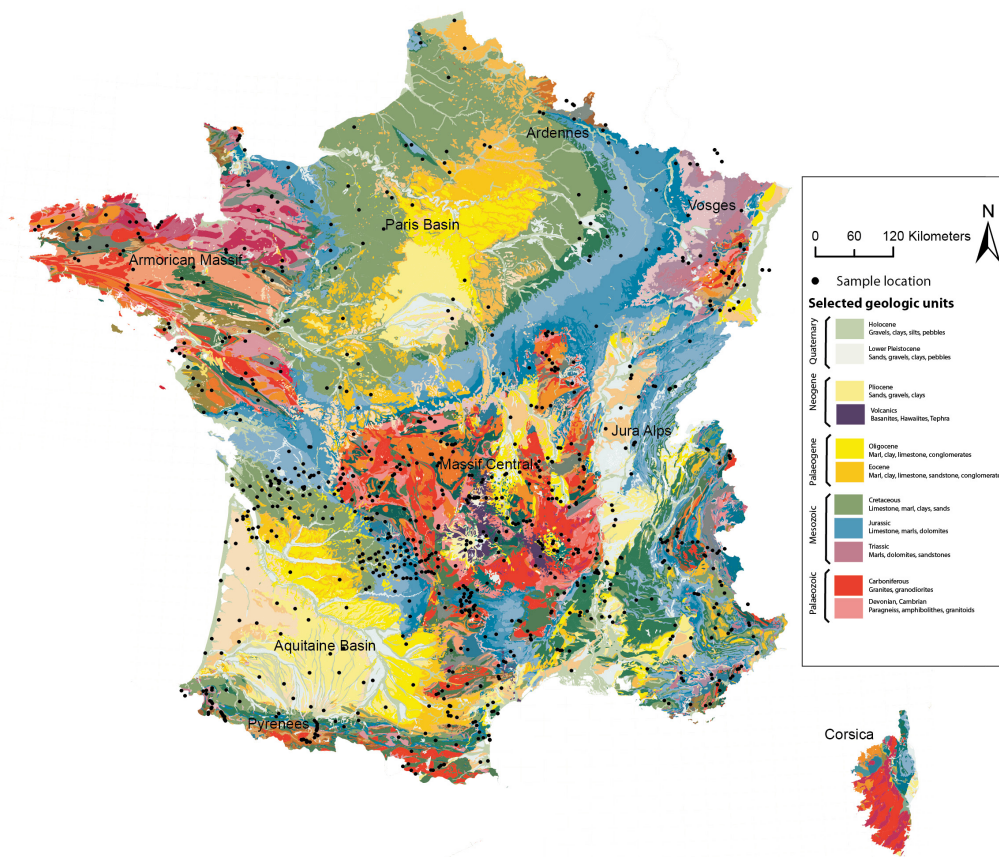 Ardennes
Paris Basin
Vosges
Armorican Massif
Jura Alps
Massif Central
Aquitaine Basin
Pyrenees
Corsica
N
0 60 120 Kilometers
Sample location
Selected geologic units
Quaternary
Holocene
Gravels, clays, silts, pebbles
Lower Pleistocene
Sands, gravels, clays, pebbles
Neogene
Pliocene
Sands, gravels, clays
Volcanics
Basanites, Hawaiites, Tephra
Palaeogene
Oligocene
Marl, clay, limestone, conglomerates
Eocene
Marl, clay, limestone, sandstone, conglomerate
Mesozoic
Cretaceous
Limestone, marl, clays, sands
Jurassic
Limestone, marls, dolomites
Triassic
Marls, dolomites, sandstones
Palaeozoic
Carboniferous
Granites, granodiorites
Devonian, Cambrian
Paragneiss, amphibolithes, granitoids